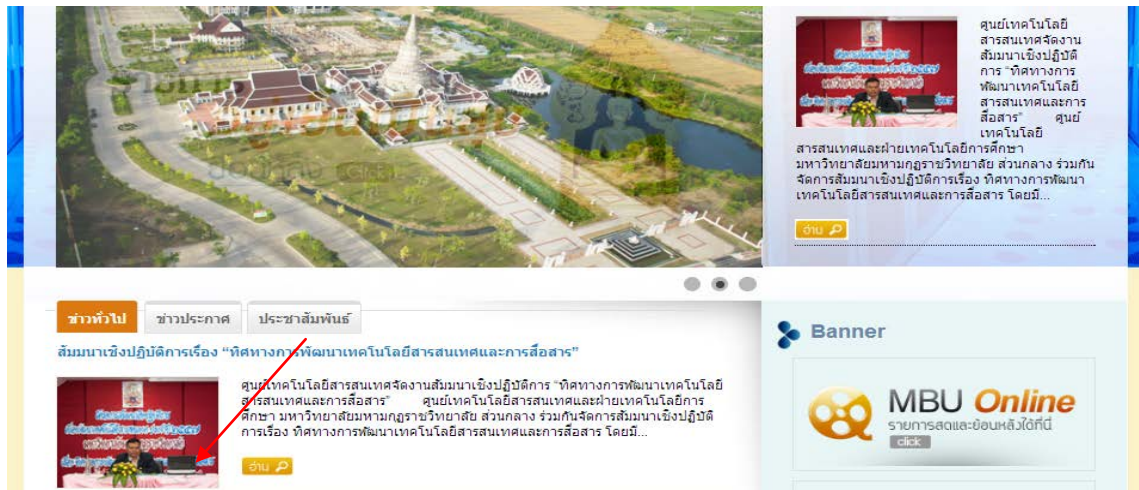 ศูนย์เทคโนโลยี
สารสนเทศจัดงาน
สัมมนาเชิงปฏิบัติ
การ “ทิศทางการ
พัฒนาเทคโนโลยี
สารสนเทศและการ
สื่อสาร” ศูนย์
เทคโนโลยี
สารสนเทศและฝ่ายเทคโนโลยีการศึกษา
มหาวิทยาลัยมหามกุฏราชวิทยาลัย ส่วนกลาง ร่วมกัน
จัดการสัมมนาเชิงปฏิบัติการเรื่อง ทิศทางการพัฒนา
เทคโนโลยีสารสนเทศและการสื่อสาร โดยมี...
อ่าน
ข่าวทั่วไป ข่าวประกาศ ประชาสัมพันธ์
สัมมนาเชิงปฏิบัติการเรื่อง “ทิศทางการพัฒนาเทคโนโลยีสารสนเทศและการสื่อสาร”
ศูนย์เทคโนโลยีสารสนเทศจัดงานสัมมนาเชิงปฏิบัติการ “ทิศทางการพัฒนาเทคโนโลยี
สารสนเทศและการสื่อสาร” ศูนย์เทคโนโลยีสารสนเทศและฝ่ายเทคโนโลยีการ
ศึกษา มหาวิทยาลัยมหามกุฏราชวิทยาลัย ส่วนกลาง ร่วมกันจัดการสัมมนาเชิงปฏิบัติ
การเรื่อง ทิศทางการพัฒนาเทคโนโลยีสารสนเทศและการสื่อสาร โดยมี...
อ่าน
Banner
MBU Online
รายการสดและย้อนหลังได้ที่นี่
click